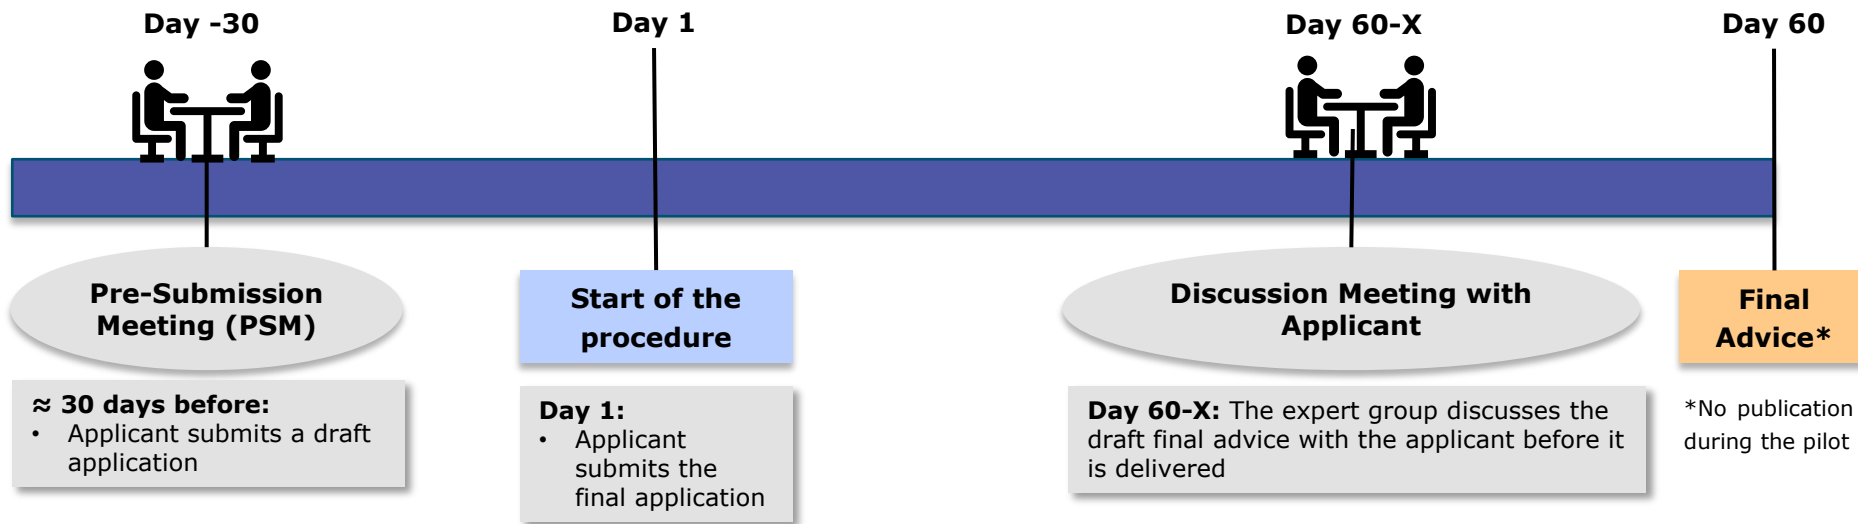 Day -30
Day 1
Day 60-X
Day 60
Pre-Submission
Meeting (PSM)
Start of the
procedure
Discussion Meeting with
Applicant
Final
Advice*
≈ 30 days before:
• Applicant submits a draft
application
Day 1:
• Applicant
submits the
final application
Day 60-X: The expert group discusses the
draft final advice with the applicant before it
is delivered
*No publication
during the pilot